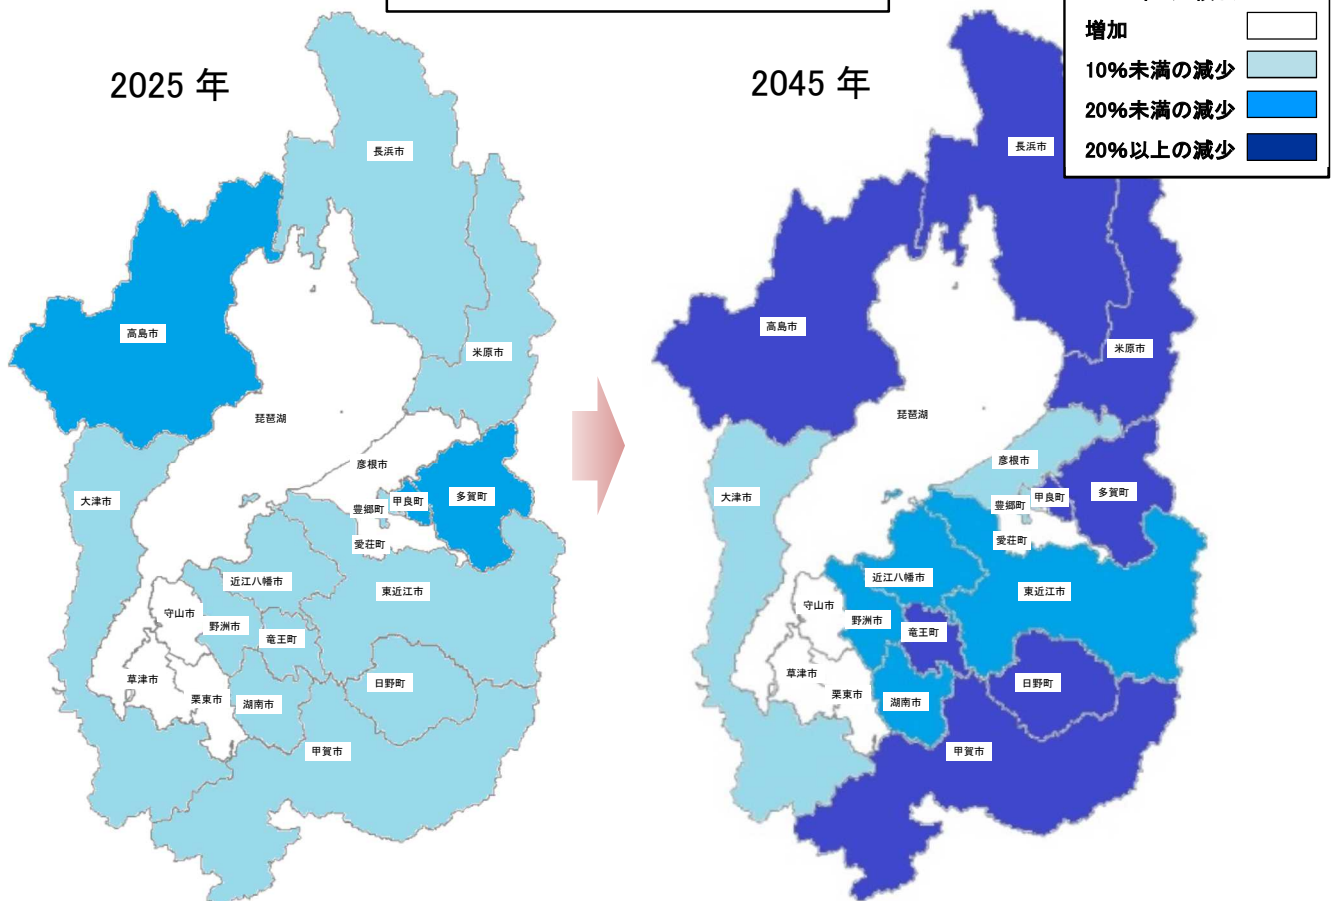 増加
10%未満の減少
20%未満の減少
20%以上の減少
2025 年
長浜市
高島市
米原市
琵琶湖
彦根市
大津市
多賀町
甲良町
豊郷町
愛荘町
近江八幡市
東近江市
守山市
野洲市
竜王町
草津市
日野町
栗東市
湖南市
甲賀市
2045 年
長浜市
高島市
米原市
琵琶湖
彦根市
大津市
多賀町
甲良町
豊郷町
愛荘町
近江八幡市
東近江市
守山市
野洲市
竜王町
草津市
日野町
栗東市
湖南市
甲賀市